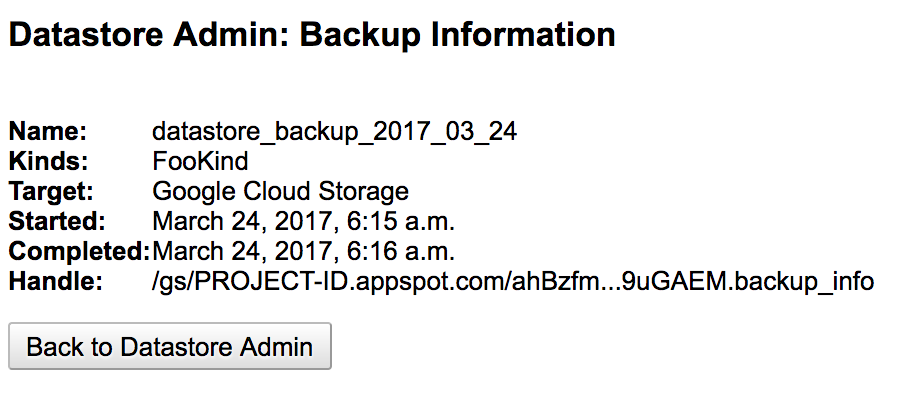 Datastore Admin: Backup Information
Name: datastore_backup_2017_03_24
Kinds: FooKind
Target: Google Cloud Storage
Started: March 24, 2017, 6:15 a.m.
Completed: March 24, 2017, 6:16 a.m.
Handle: /gs/PROJECT-ID.appspot.com/ahBzfm...9uGAEM.backup_info
Back to Datastore Admin